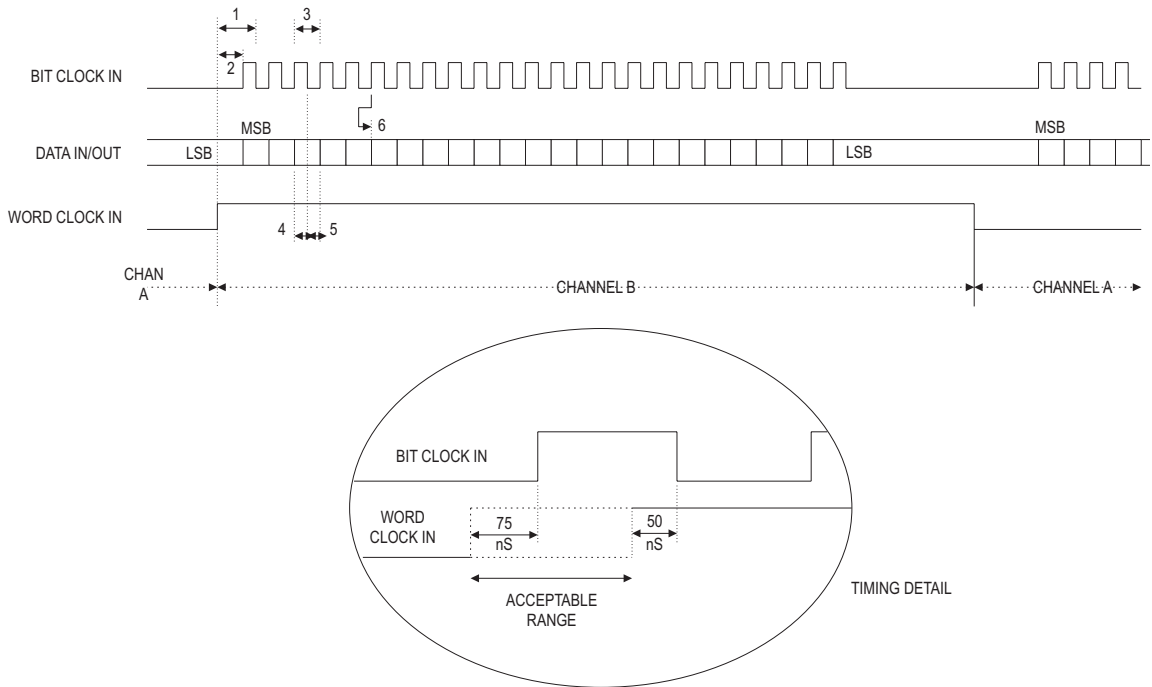 1
3
2
BIT CLOCK IN
6
MSB
MSB
DATA IN/OUT
LSB
LSB
WORD CLOCK IN
4
5
CHAN
A
CHANNEL B
CHANNEL A
BIT CLOCK IN
WORD
CLOCK IN
75
nS
50
nS
ACCEPTABLE
RANGE
TIMING DETAIL